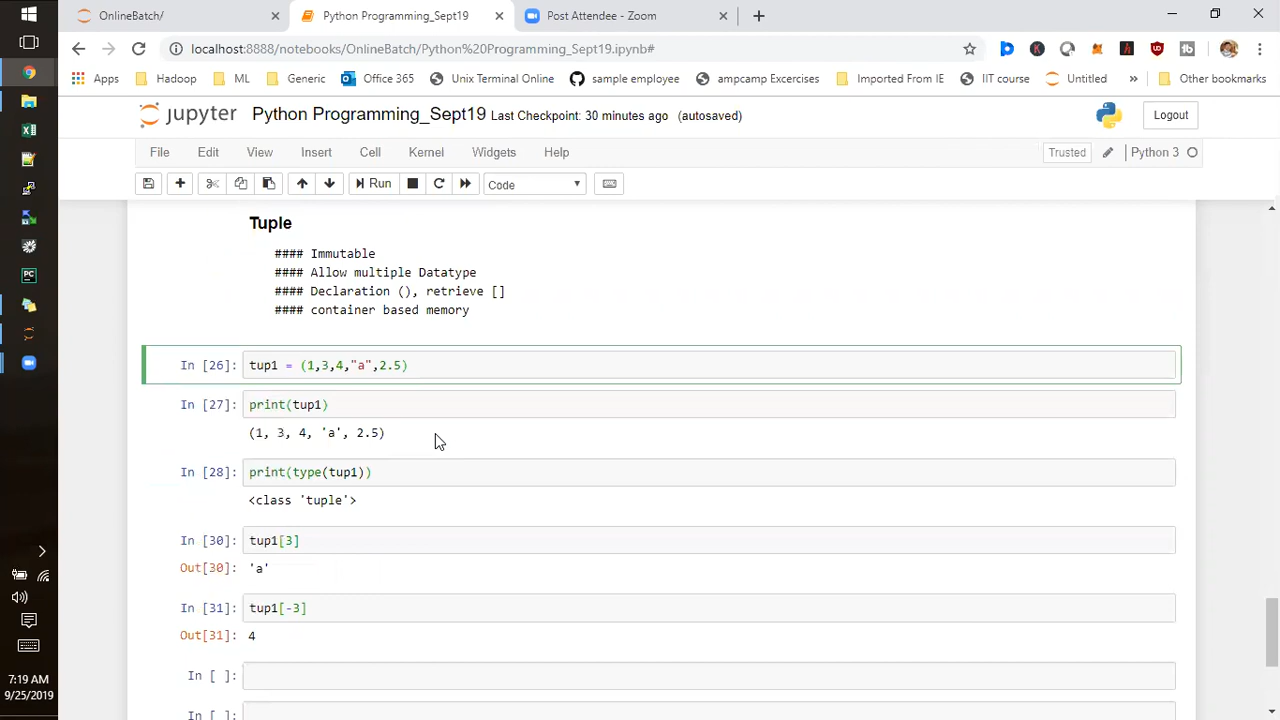 OnlineBatch/
Python Programming_Sept19
Post Attendee - Zoom
localhost:8888/notebooks/OnlineBatch/Python%20Programming_Sept19.ipynb#
Apps Hadoop ML Generic Office 365 Unix Terminal Online sample employee ampcamp Excercises Imported From IE IIT course Untitled » Other bookmarks
jupyter Python Programming_Sept19 Last Checkpoint: 30 minutes ago (autosaved) Logout
File Edit View Insert Cell Kernel Widgets Help Trusted Python 3
Run Code
Tuple
#### Immutable
#### Allow multiple Datatype
#### Declaration (), retrieve []
#### container based memory
In [26]: tup1 = (1,3,4,"a",2.5)
In [27]: print(tup1)
(1, 3, 4, 'a', 2.5)
In [28]: print(type(tup1))
<class 'tuple'>
In [30]: tup1[3]
Out[30]: 'a'
In [31]: tup1[-3]
Out[31]: 4
In [ ]:
In [ ]:
7:19 AM
9/25/2019